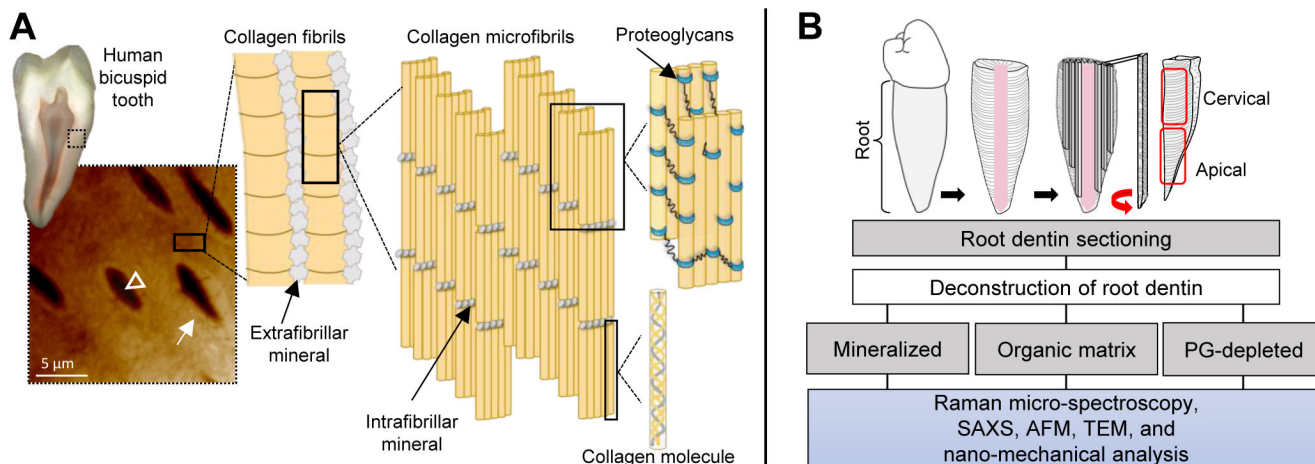 A
Human
bicuspid
tooth
Collagen fibrils
Collagen microfibrils
Proteoglycans
5 µm
Extrafibrillar
mineral
Intrafibrillar
mineral
Collagen molecule
B
Root
Cervical
Apical
Root dentin sectioning
Deconstruction of root dentin
Mineralized
Organic matrix
PG-depleted
Raman micro-spectroscopy,
SAXS, AFM, TEM, and
nano-mechanical analysis